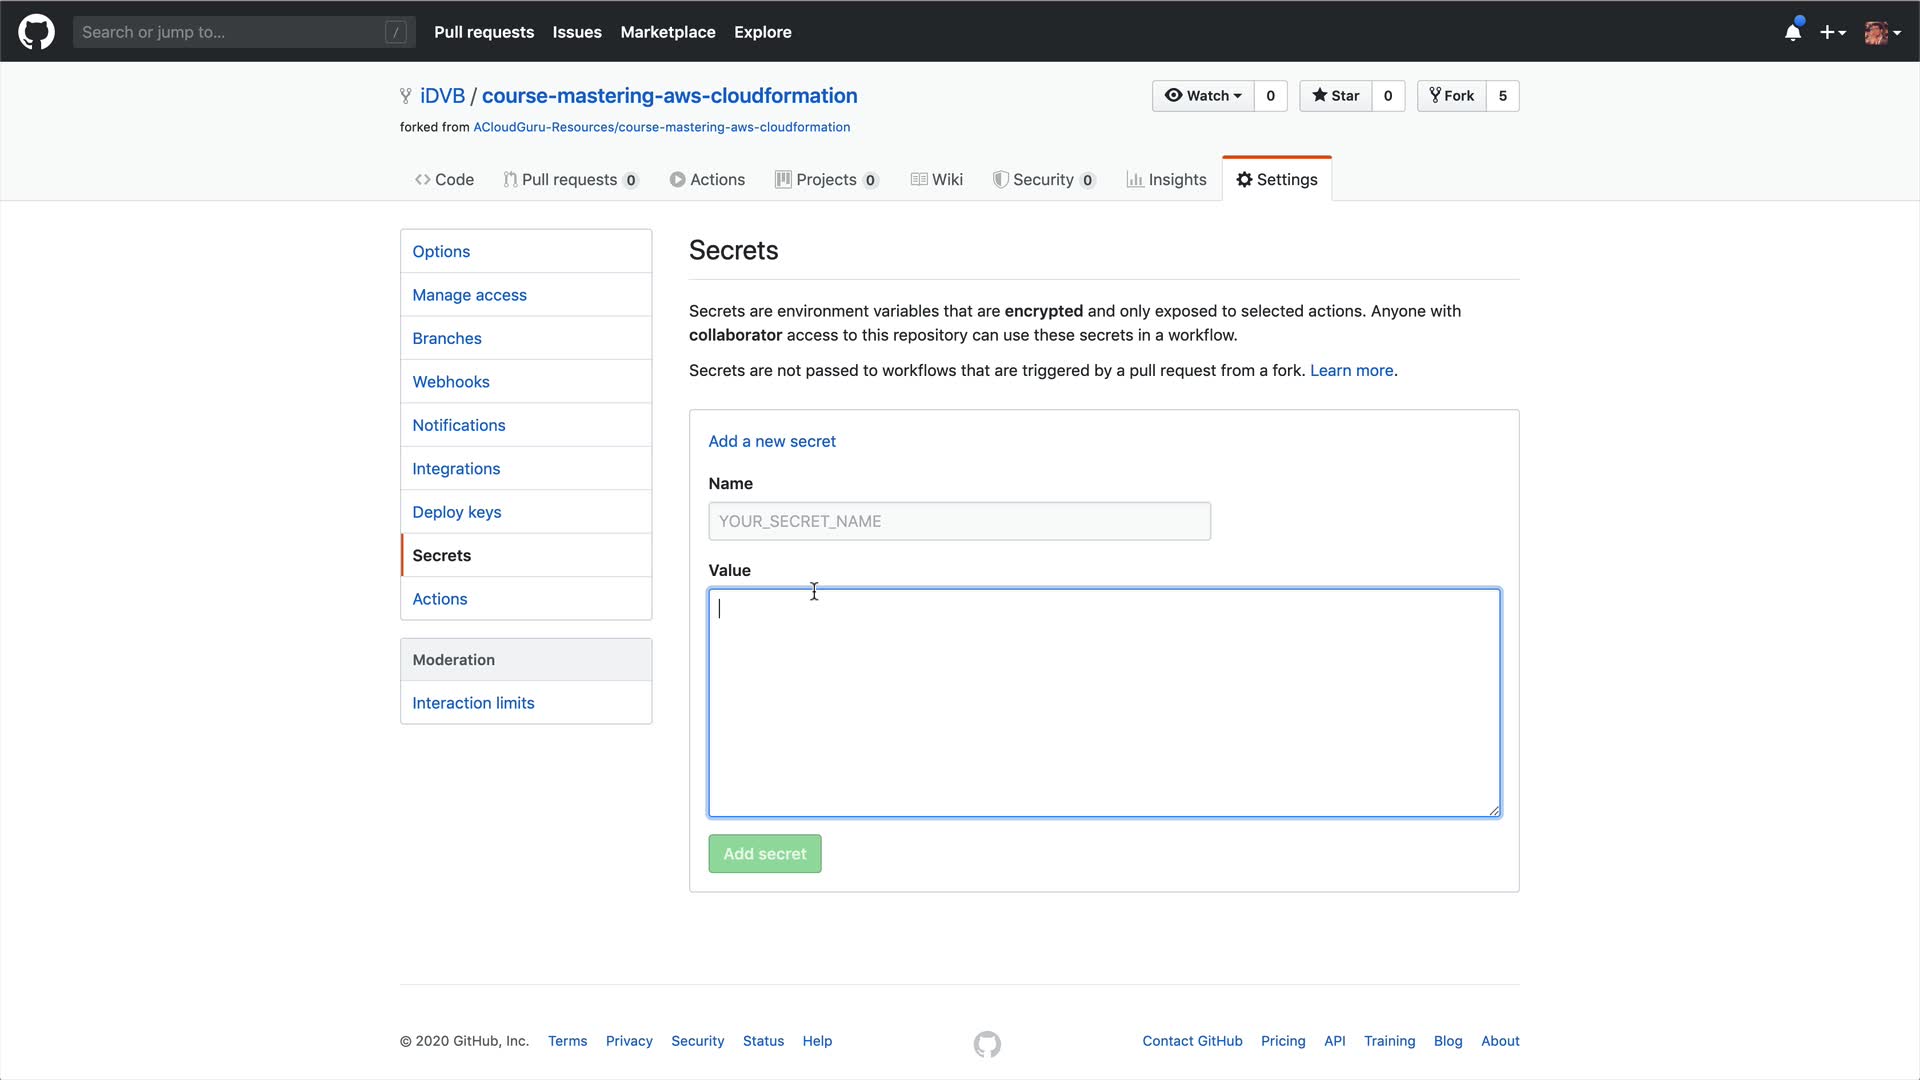 Search or jump to... /
Pull requests Issues Marketplace Explore
iDVB / course-mastering-aws-cloudformation
Watch 0 Star 0 Fork 5
forked from ACloudGuru-Resources/course-mastering-aws-cloudformation
Code Pull requests 0 Actions Projects 0 Wiki Security 0 Insights Settings
Options
Manage access
Branches
Webhooks
Notifications
Integrations
Deploy keys
Secrets
Actions
Moderation
Interaction limits
Secrets
Secrets are environment variables that are encrypted and only exposed to selected actions. Anyone with
collaborator access to this repository can use these secrets in a workflow.
Secrets are not passed to workflows that are triggered by a pull request from a fork. Learn more.
Add a new secret
Name
YOUR_SECRET_NAME
Value
Add secret
© 2020 GitHub, Inc. Terms Privacy Security Status Help Contact GitHub Pricing API Training Blog About